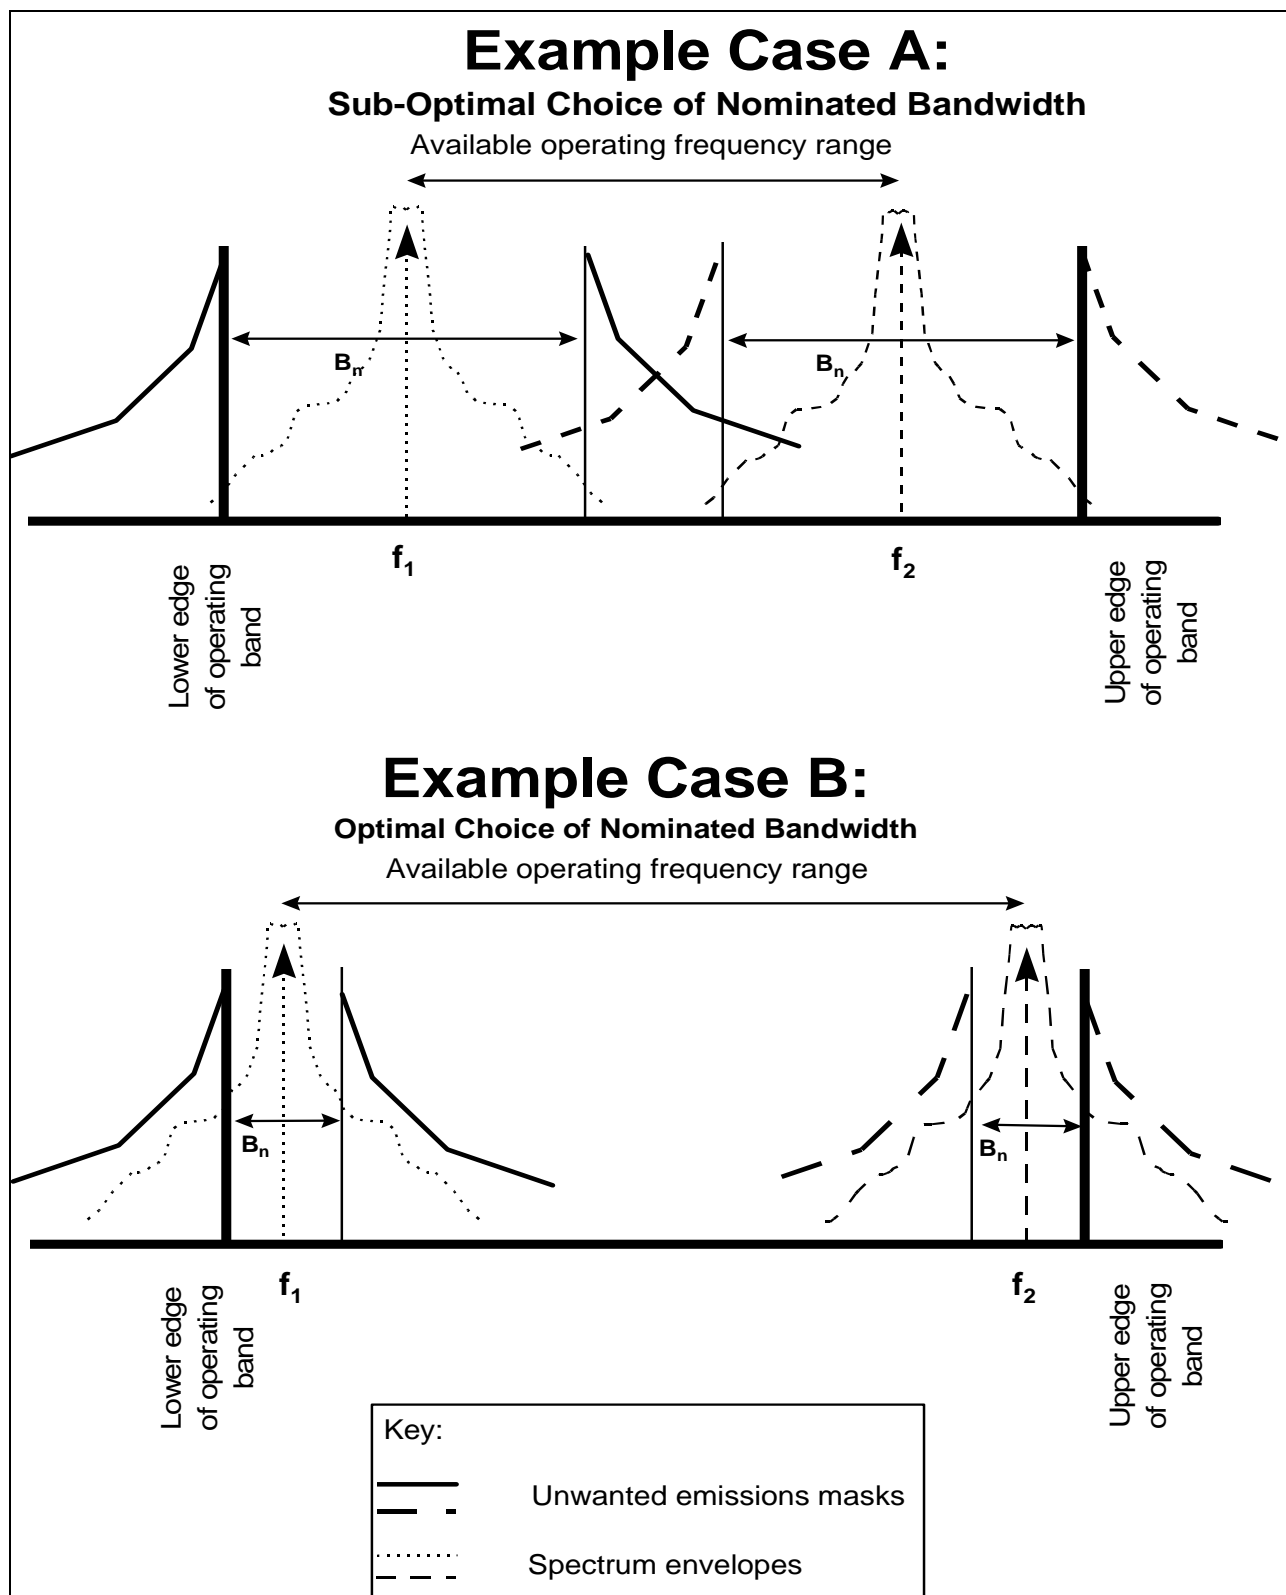 Example Case A:
Sub-Optimal Choice of Nominated Bandwidth
Available operating frequency range
Bn
Bn
f1
f2
Lower edge
of operating
band
Upper edge
of operating
band
Example Case B:
Optimal Choice of Nominated Bandwidth
Available operating frequency range
Bn
Bn
f1
f2
Lower edge
of operating
band
Upper edge
of operating
band
Key:
Unwanted emissions masks
Spectrum envelopes